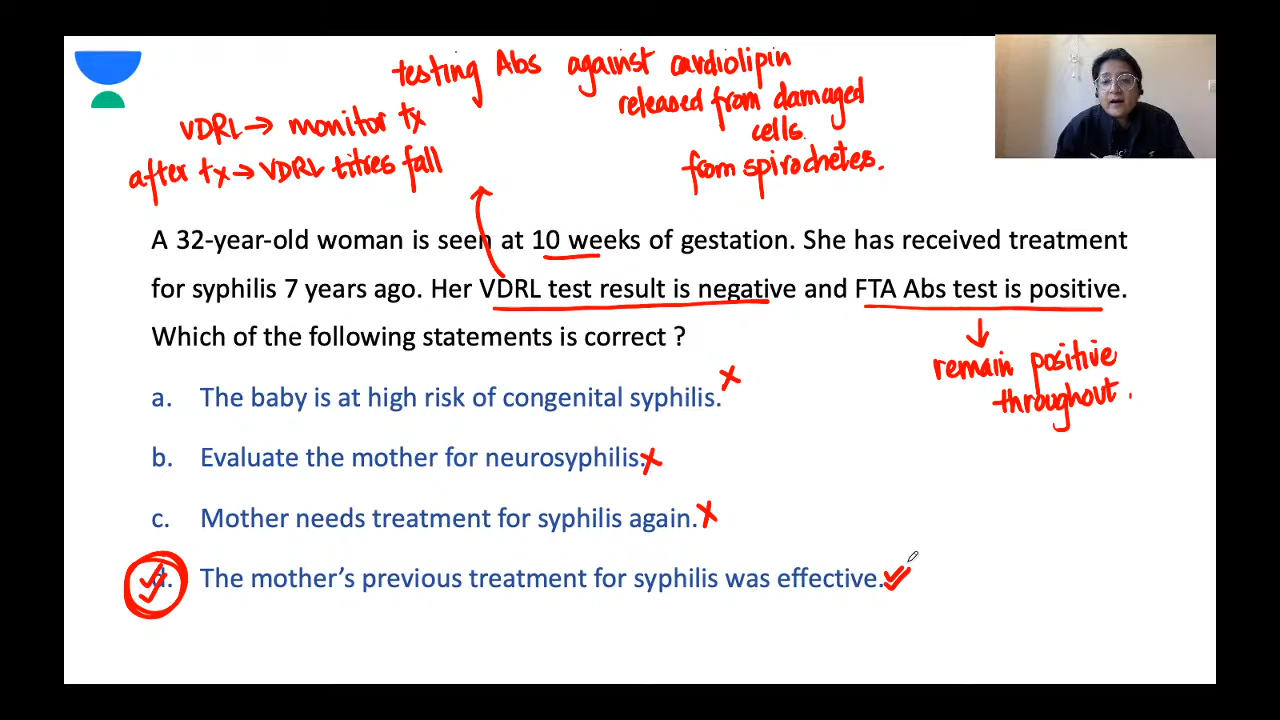 testing Abs against cardiolipin
released from damaged
cells.
from spirochetes.
VDRL → monitor tx
after tx → VDRL titres fall
A 32-year-old woman is seen at 10 weeks of gestation. She has received treatment
for syphilis 7 years ago. Her VDRL test result is negative and FTA Abs test is positive.
Which of the following statements is correct ?
remain positive
throughout.
a. The baby is at high risk of congenital syphilis.
b. Evaluate the mother for neurosyphilis.
c. Mother needs treatment for syphilis again.
d. The mother’s previous treatment for syphilis was effective.